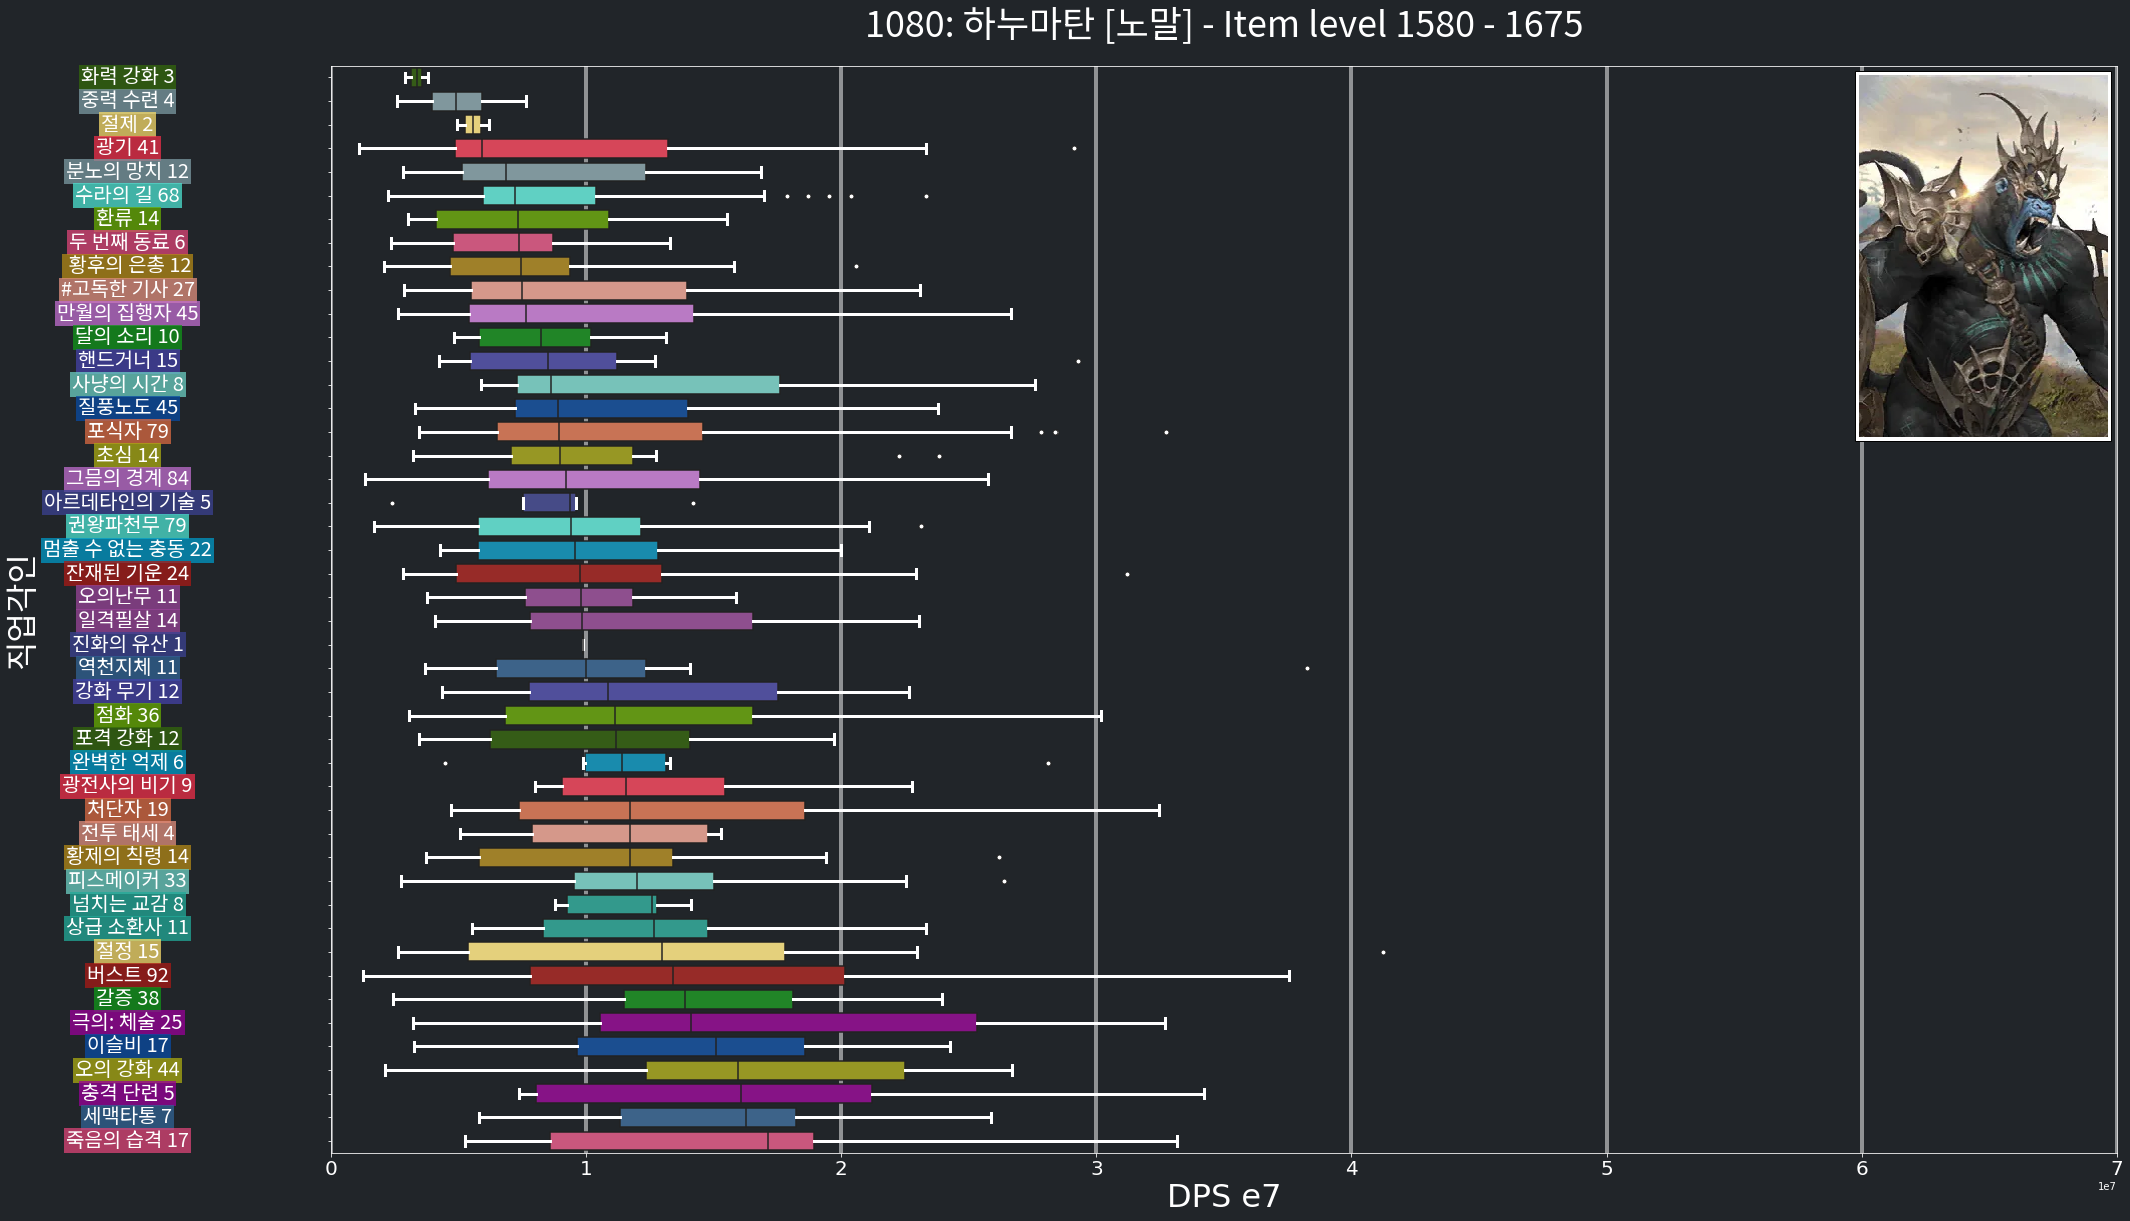 1080: 하누마탄 [노말] - Item level 1580 - 1675
직업각인
화력 강화 3
중력 수련 4
절제 2
광기 41
분노의 망치 12
수라의 길 68
환류 14
두 번째 동료 6
황후의 은총 12
#고독한 기사 27
만월의 집행자 45
달의 소리 10
핸드거너 15
사냥의 시간 8
질풍노도 45
포식자 79
초심 14
그믐의 경계 84
아르데타인의 기술 5
권왕파천무 79
멈출 수 없는 충동 22
잔재된 기운 24
오의난무 11
일격필살 14
진화의 유산 1
역천지체 11
강화 무기 12
점화 36
포격 강화 12
완벽한 억제 6
광전사의 비기 9
처단자 19
전투 태세 4
황제의 칙령 14
피스메이커 33
넘치는 교감 8
상급 소환사 11
절정 15
버스트 92
갈증 38
극의: 체술 25
이슬비 17
오의 강화 44
충격 단련 5
세맥타통 7
죽음의 습격 17
0 1 2 3 4 5 6 7
1e7
DPS e7